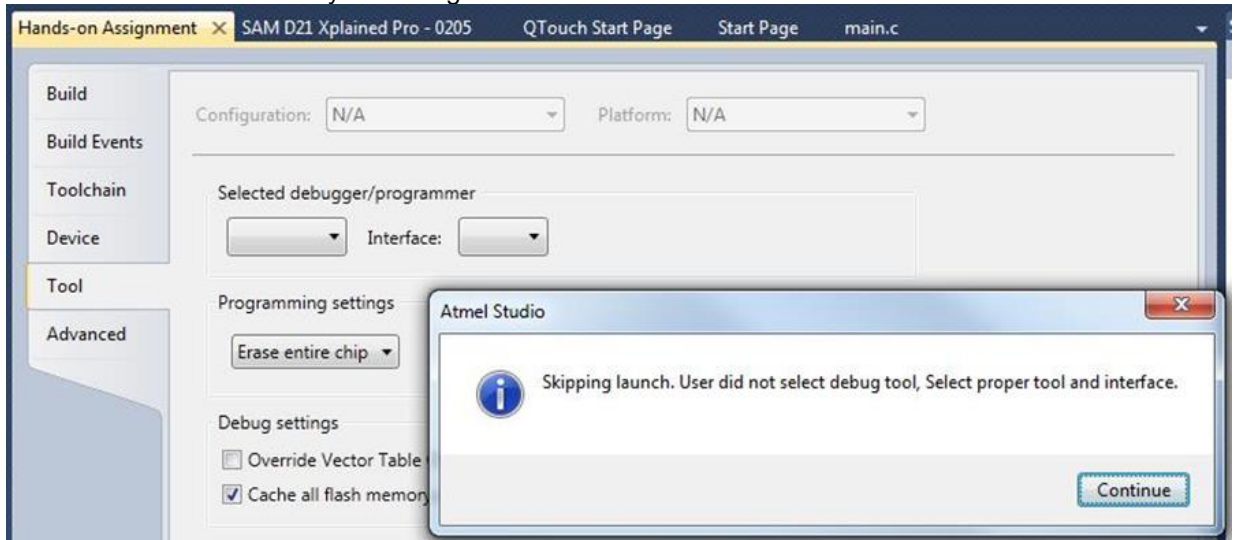 Hands-on Assignment SAM D21 Xplained Pro - 0205 QTouch Start Page Start Page main.c
Build
Configuration: N/A Platform: N/A
Build Events
Toolchain
Selected debugger/programmer
Device
Interface:
Tool
Programming settings
Atmel Studio
Advanced
Erase entire chip
Skipping launch. User did not select debug tool, Select proper tool and interface.
Debug settings
Override Vector Table
Cache all flash memory
Continue